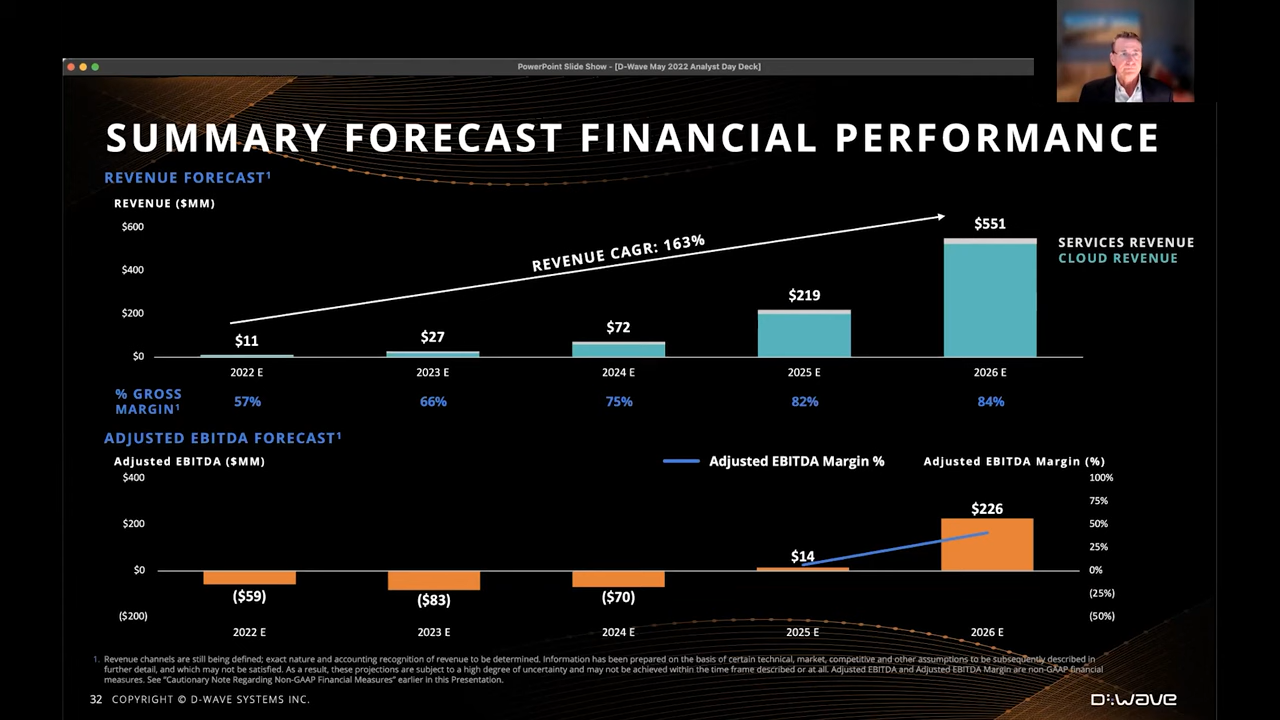 PowerPoint Slide Show - [D-Wave May 2022 Analyst Day Deck]
SUMMARY FORECAST FINANCIAL PERFORMANCE
REVENUE FORECAST¹
REVENUE ($MM)
$600
$400
$200
$0
REVENUE CAGR: 163%
$11
$27
$72
$219
$551
SERVICES REVENUE
CLOUD REVENUE
2022 E
2023 E
2024 E
2025 E
2026 E
% GROSS
MARGIN¹
57%
66%
75%
82%
84%
ADJUSTED EBITDA FORECAST¹
Adjusted EBITDA ($MM)
Adjusted EBITDA Margin %
Adjusted EBITDA Margin (%)
$400
$200
$0
($200)
($59)
($83)
($70)
$14
$226
100%
75%
50%
25%
0%
(25%)
(50%)
2022 E
2023 E
2024 E
2025 E
2026 E
1. Revenue channels are still being defined; exact nature and accounting recognition of revenue to be determined. Information has been prepared on the basis of certain technical, market, competitive and other assumptions to be subsequently described in
further detail, and which may not be satisfied. As a result, these projections are subject to a high degree of uncertainty and may not be achieved within the time frame described or at all. Adjusted EBITDA and Adjusted EBITDA Margin are non-GAAP financial
measures. See “Cautionary Note Regarding Non-GAAP Financial Measures” earlier in this Presentation.
32 COPYRIGHT © D-WAVE SYSTEMS INC.
D:WAVE